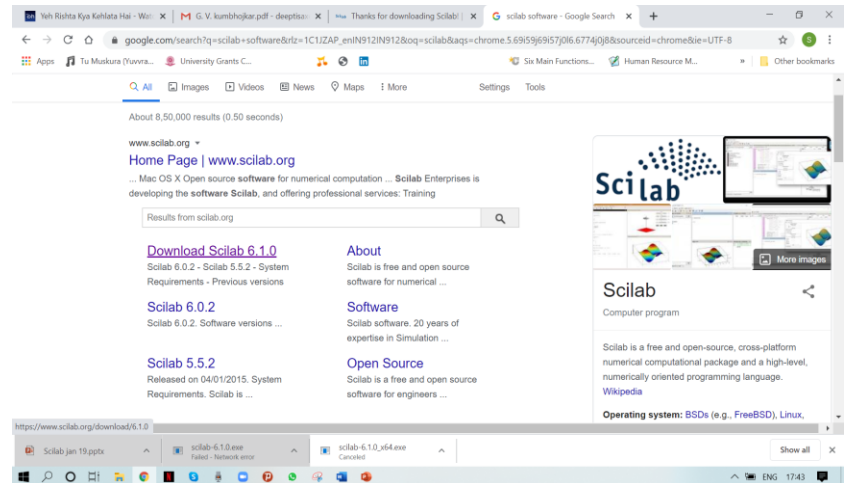 Yeh Rishta Kya Kehlata Hai - Wat
G. V. kumbhojkar.pdf - deeptisa
Thanks for downloading Scilab! |
scilab software - Google Search
google.com/search?q=scilab+software&rlz=1C1JZAP_enIN912IN912&oq=scilab&aqs=chrome.5.69i59j69i57j0l6.6774j0j8&sourceid=chrome&ie=UTF-8
S
Apps
Tu Muskura (Yuvvra...
University Grants C...
Six Main Functions...
Human Resource M...
»
Other bookmarks
All
Images
Videos
News
Maps
More
Settings
Tools
About 8,50,000 results (0.50 seconds)
www.scilab.org
Home Page | www.scilab.org
... Mac OS X Open source software for numerical computation ... Scilab Enterprises is
developing the software Scilab, and offering professional services: Training
Results from scilab.org
Download Scilab 6.1.0
Scilab 6.0.2 - Scilab 5.5.2 - System
Requirements - Previous versions
About
Scilab is free and open source
software for numerical ...
Scilab 6.0.2
Scilab 6.0.2. Software versions ...
Software
Scilab software. 20 years of
expertise in Simulation ...
Scilab 5.5.2
Released on 04/01/2015. System
Requirements. Scilab is ...
Open Source
Scilab is a free and open source
software for engineers ...
Scilab
More images
Scilab
Computer program
Scilab is a free and open-source, cross-platform
numerical computational package and a high-level,
numerically oriented programming language.
Wikipedia
Operating system: BSDs (e.g., FreeBSD), Linux,
https://www.scilab.org/download/6.1.0
Scilab jan 19.pptx
scilab-6.1.0.exe
Failed - Network error
scilab-6.1.0_x64.exe
Canceled
Show all
ENG
17:43